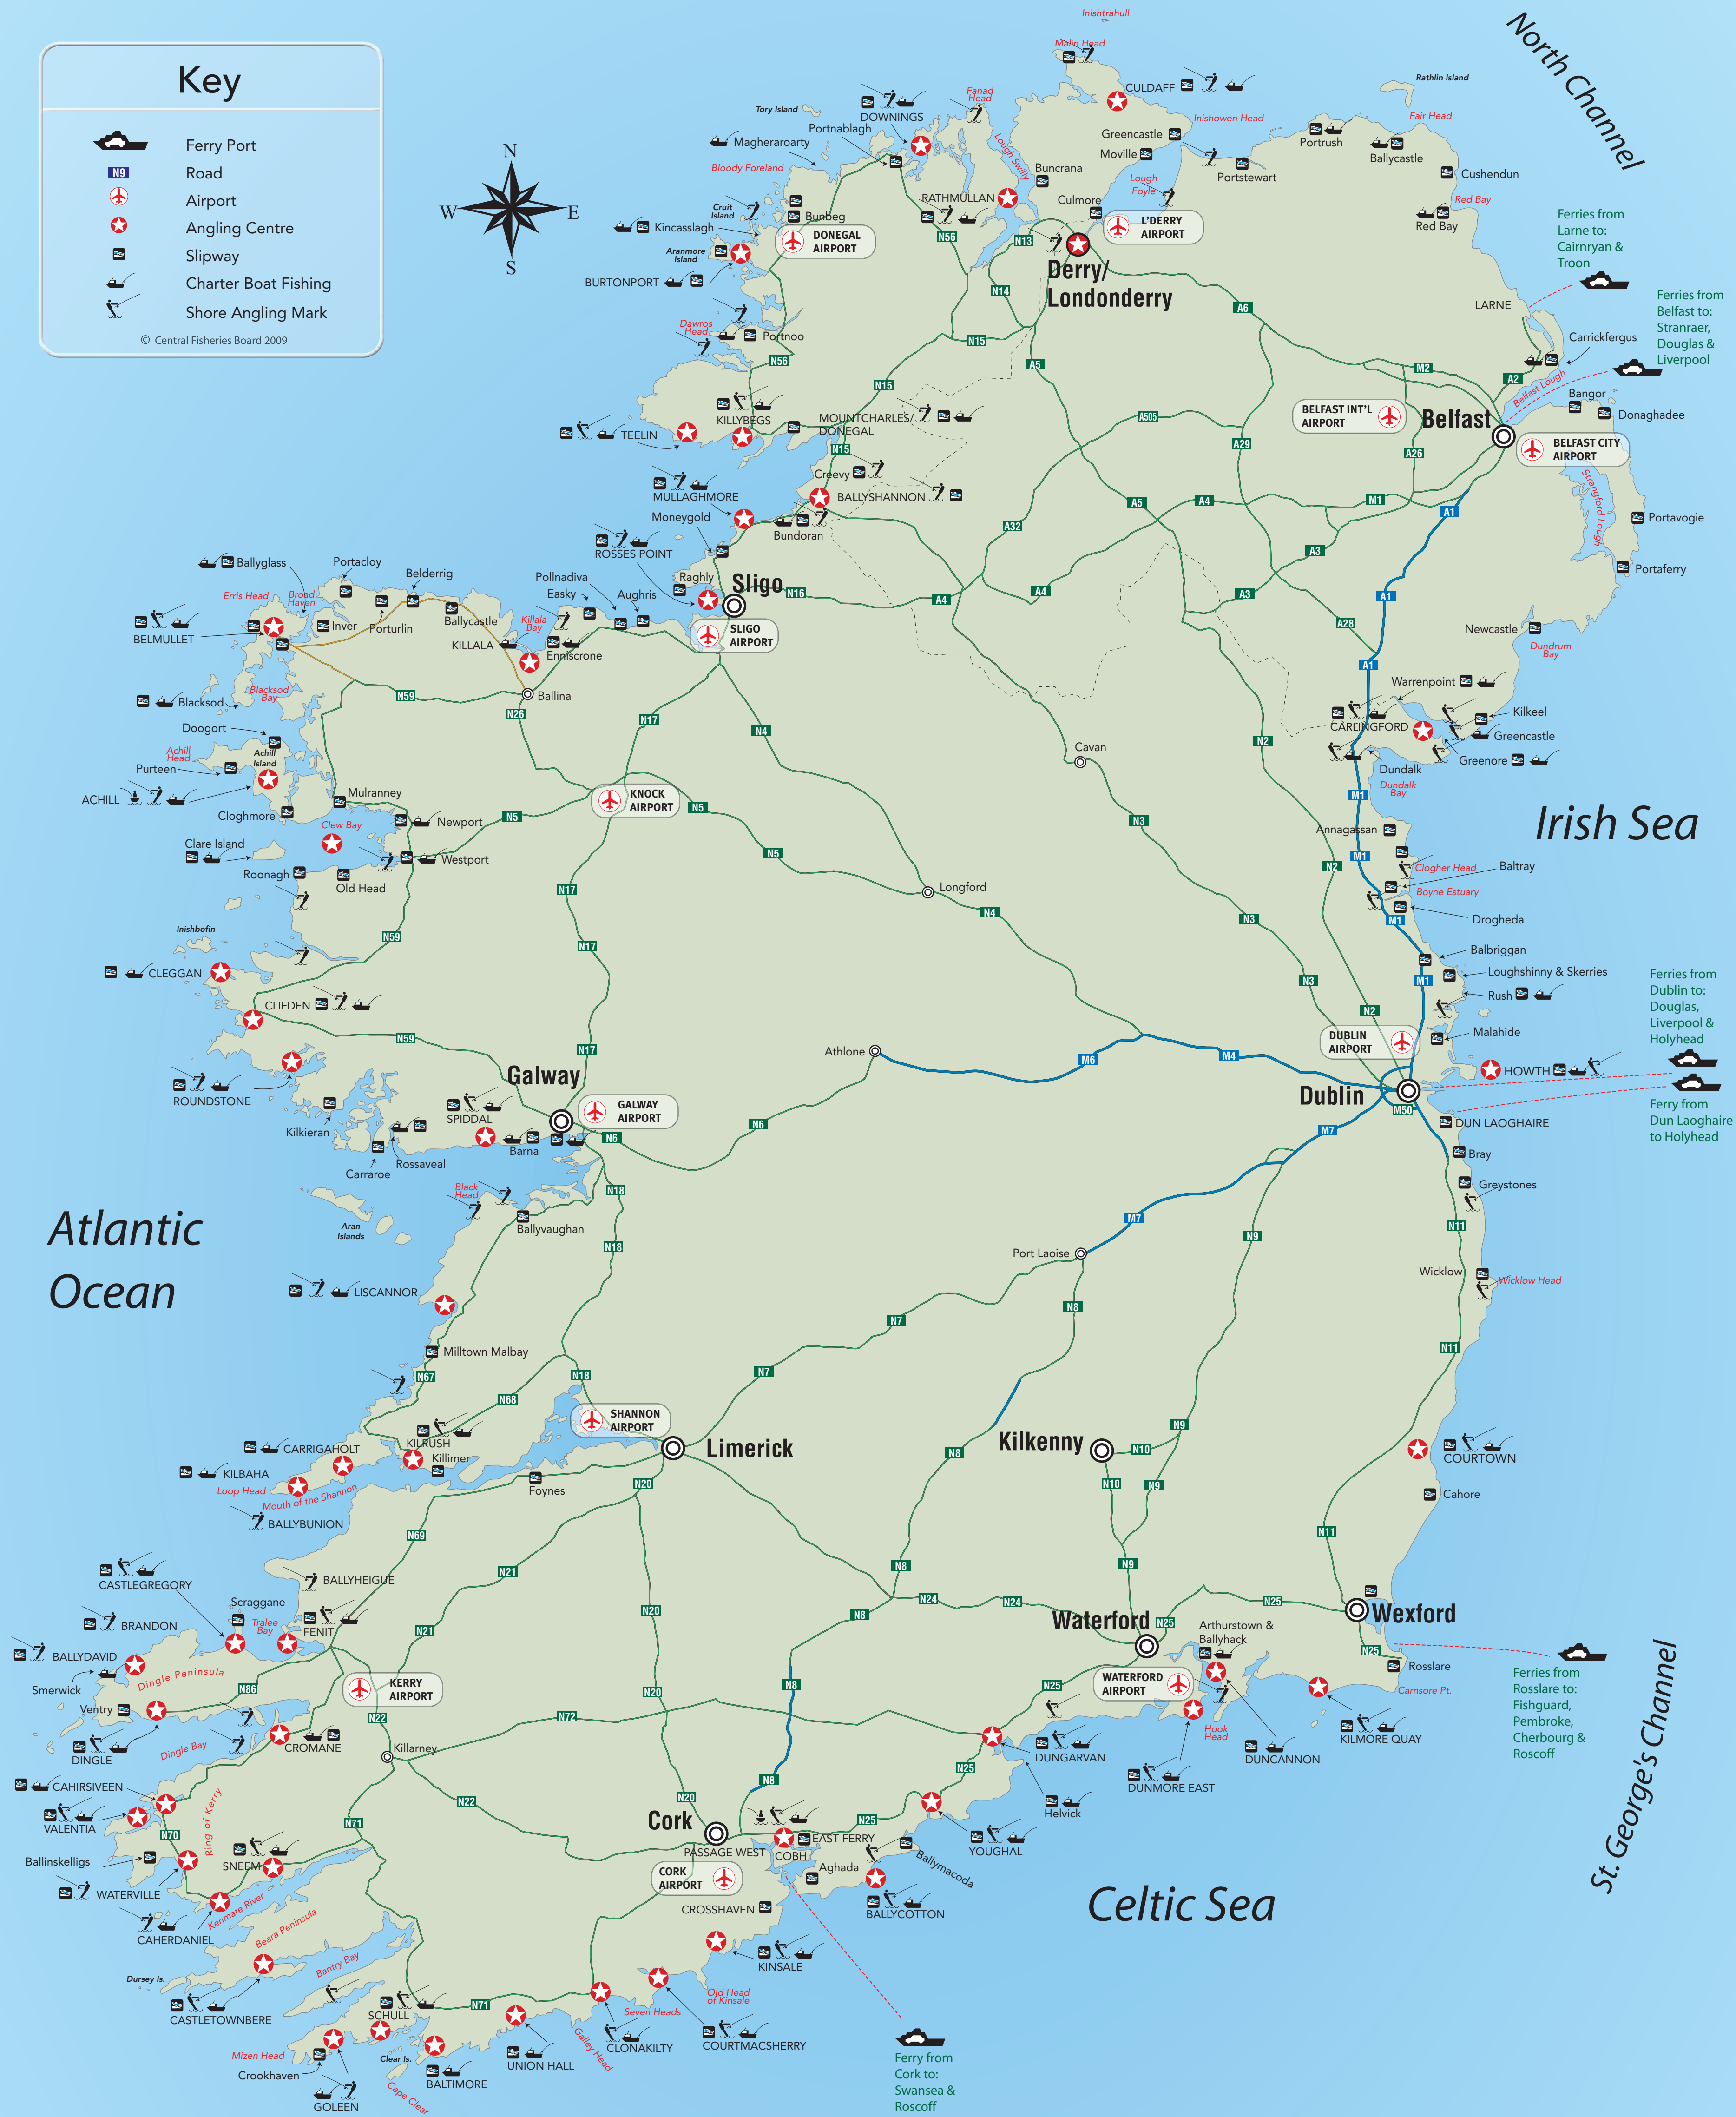 Key
Ferry Port
N9
Road
Airport
Angling Centre
Slipway
Charter Boat Fishing
Shore Angling Mark
© Central Fisheries Board 2009
N
W
E
S
North Channel
Inishtrahull
Malin Head
CULDAFF
Rathlin Island
Fanad
Head
Tory Island
DOWNINGS
Portnablagh
Magheraroarty
Bloody Foreland
Lough Swilly
Greencastle
Inishowen Head
Moville
Buncrana
Lough
Foyle
Culmore
Portrush
Fair Head
Ballycastle
Portstewart
Cushendun
Red Bay
Red Bay
RATHMULLAN
Cruit
Island
Bunbeg
Kincasslagh
DONEGAL
AIRPORT
Aranmore
Island
BURTONPORT
N56
N13
L'DERRY
AIRPORT
Derry/
Londonderry
N14
A6
Ferries from
Larne to:
Cairnryan &
Troon
LARNE
Ferries from
Belfast to:
Stranraer,
Douglas &
Liverpool
Carrickfergus
Dawros
Head
Portnoo
N56
N15
N15
A5
M2
A2
Belfast Lough
Bangor
Donaghadee
KILLYBEGS
MOUNTCHARLES/
DONEGAL
TEELIN
N15
A505
BELFAST INT'L
AIRPORT
Belfast
BELFAST CITY
AIRPORT
A29
A26
Creevy
BALLYSHANNON
MULLAGHMORE
Moneygold
Bundoran
A5
A4
M1
A1
Strangford Lough
Portavogie
Portaferry
A32
A3
ROSSES POINT
Raghly
Sligo
N16
A4
A4
A3
A1
A28
SLIGO
AIRPORT
Newcastle
Dundrum
Bay
A1
Ballyglass
Portacloy
Belderrig
Erris Head
Broad
Haven
Inver
Porturlin
Ballycastle
BELMULLET
Pollnadiva
Easky
Aughris
Killala
Bay
KILLALA
Enniscrone
Ballina
N59
N26
Blacksod
Bay
Blacksod
Doogort
Achill
Head
Achill
Island
Purteen
ACHILL
Cloghmore
Mulranney
Clew Bay
Newport
Clare Island
Westport
Roonagh
Old Head
N17
N4
N5
KNOCK
AIRPORT
N5
N5
Warrenpoint
Kilkeel
CARLINGFORD
Greencastle
Greenore
Dundalk
Dundalk
Bay
N2
Cavan
N3
M1
Irish Sea
Annagassan
M1
N2
Clogher Head
Baltray
Boyne Estuary
Drogheda
M1
Longford
N4
N3
N17
N59
N17
Inishbofin
CLEGGAN
CLIFDEN
N59
ROUNDSTONE
N17
Balbriggan
Loughshinny & Skerries
M1
Rush
N3
N2
Malahide
Ferries from
Dublin to:
Douglas,
Liverpool &
Holyhead
DUBLIN
AIRPORT
HOWTH
Dublin
M50
Ferry from
Dun Laoghaire
to Holyhead
DUN LAOGHAIRE
Bray
Greystones
Athlone
M6
M4
M7
Galway
GALWAY
AIRPORT
N6
N6
Kilkieran
SPIDDAL
Carraroe
Rossaveal
Barna
Atlantic
Ocean
Aran
Islands
Black
Head
Ballyvaughan
N18
N18
LISCANNOR
Milltown Malbay
N67
N68
N18
M7
Port Laoise
N9
N11
Wicklow
Wicklow Head
N8
N7
N7
N11
SHANNON
AIRPORT
Limerick
CARRIGAHOLT
KILRUSH
Killimer
KILBAHA
Loop Head
Mouth of the Shannon
Foynes
BALLYBUNION
N20
N8
Kilkenny
N10
N9
N10
N9
COURTOWN
Cahore
N11
N69
N21
N8
N9
BALLYHEIGUE
CASTLEGREGORY
Scraggane
Tralee
Bay
FENIT
BRANDON
BALLYDAVID
Smerwick
Dingle Peninsula
Ventry
N86
DINGLE
Dingle Bay
N21
N20
N8
N24
N24
Waterford
N25
N25
Arthurstown &
Ballyhack
Wexford
N25
Rosslare
Carnsore Pt.
Ferries from
Rosslare to:
Fishguard,
Pembroke,
Cherbourg &
Roscoff
St. George's Channel
WATERFORD
AIRPORT
Hook
Head
DUNCANNON
KILMORE QUAY
DUNMORE EAST
N25
KERRY
AIRPORT
N22
N72
N20
N8
CROMANE
Killarney
CAHIRSIVEEN
VALENTIA
N70
Ring of Kerry
N71
N22
N20
N8
DUNGARVAN
N25
Helvick
YOUGHAL
Ballinskelligs
SNEEM
WATERVILLE
CAHERDANIEL
Kenmare River
Beara Peninsula
Cork
PASSAGE WEST
COBH
EAST FERRY
N25
CORK
AIRPORT
Aghada
Ballymacoda
BALLYCOTTON
CROSSHAVEN
Celtic Sea
KINSALE
Dursey Is.
Bantry Bay
CASTLETOWNBERE
SCHULL
N71
Old Head
of Kinsale
Seven Heads
COURTMACSHERRY
Galley Head
CLONAKILTY
UNION HALL
Mizen Head
Crookhaven
GOLEEN
Clear Is.
BALTIMORE
Cape Clear
Ferry from
Cork to:
Swansea &
Roscoff